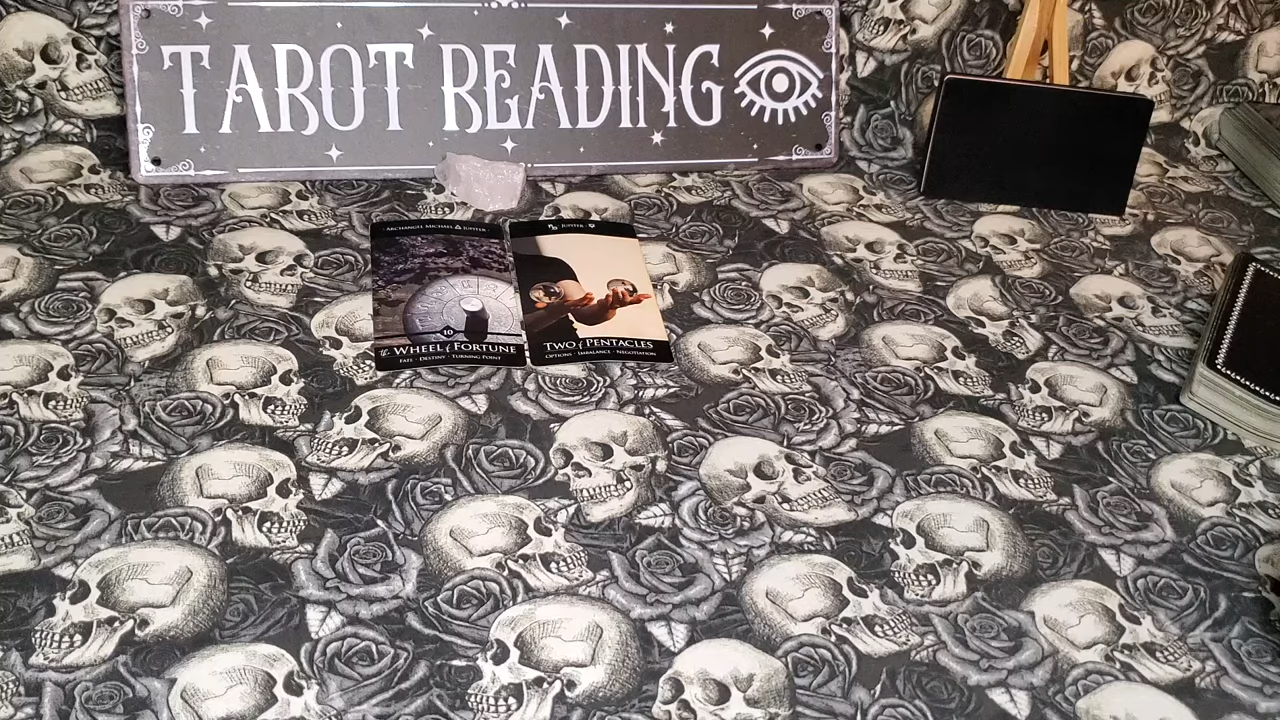 TAROT READING
· ARCHANGEL MICHAEL JUPITER ·
10
the WHEEL of FORTUNE
FATE · DESTINY · TURNING POINT
JUPITER ·
TWO of PENTACLES
OPTIONS · IMBALANCE · NEGOTIATION